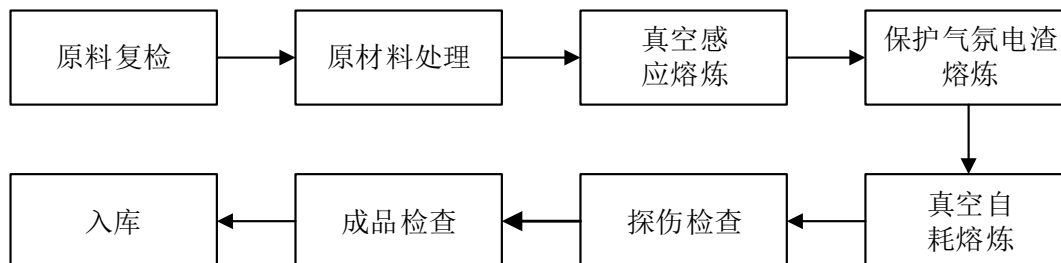 原料复检
原材料处理
真空感
应熔炼
保护气氛电渣
熔炼
入库
成品检查
探伤检查
真空自
耗熔炼